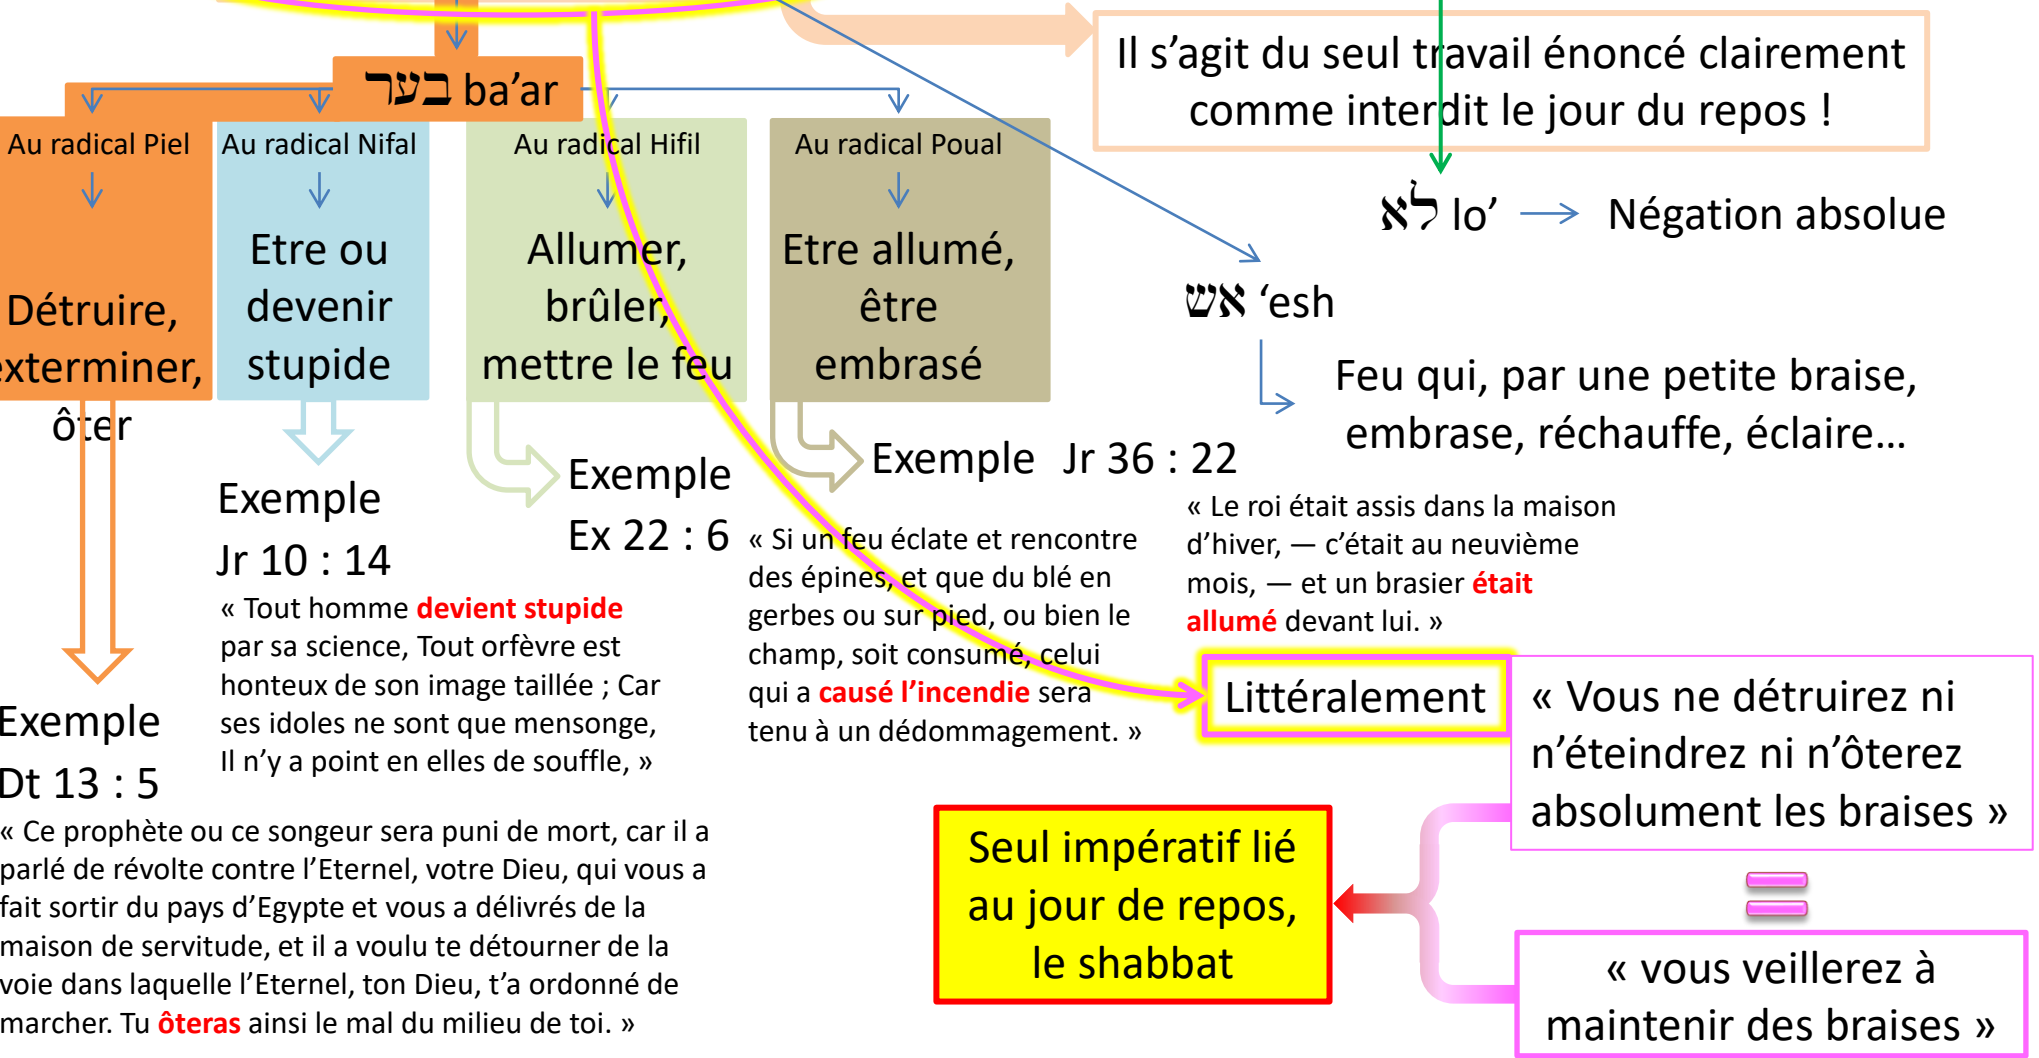 Il s’agit du seul travail énoncé clairement
comme interdit le jour du repos !
בער ba’ar
Au radical Piel
Détruire,
exterminer,
ôter
Au radical Nifal
Etre ou
devenir
stupide
Au radical Hifil
Allumer,
brûler,
mettre le feu
Au radical Poual
Etre allumé,
être
embrasé
לא lo’
Négation absolue
אש ‘esh
Feu qui, par une petite braise,
embrase, réchauffe, éclaire…
Exemple
Dt 13 : 5
« Ce prophète ou ce songeur sera puni de mort, car il a
parlé de révolte contre l’Eternel, votre Dieu, qui vous a
fait sortir du pays d’Egypte et vous a délivrés de la
maison de servitude, et il a voulu te détourner de la
voie dans laquelle l’Eternel, ton Dieu, t’a ordonné de
marcher. Tu ôteras ainsi le mal du milieu de toi. »
Exemple
Jr 10 : 14
« Tout homme devient stupide
par sa science, Tout orfèvre est
honteux de son image taillée ; Car
ses idoles ne sont que mensonge,
Il n'y a point en elles de souffle, »
Exemple
Ex 22 : 6
« Si un feu éclate et rencontre
des épines, et que du blé en
gerbes ou sur pied, ou bien le
champ, soit consumé, celui
qui a causé l’incendie sera
tenu à un dédommagement. »
Exemple Jr 36 : 22
« Le roi était assis dans la maison
d’hiver, — c’était au neuvième
mois, — et un brasier était
allumé devant lui. »
Littéralement
« Vous ne détruirez ni
n’éteindrez ni n’ôterez
absolument les braises »
=
« vous veillerez à
maintenir des braises »
Seul impératif lié
au jour de repos,
le shabbat